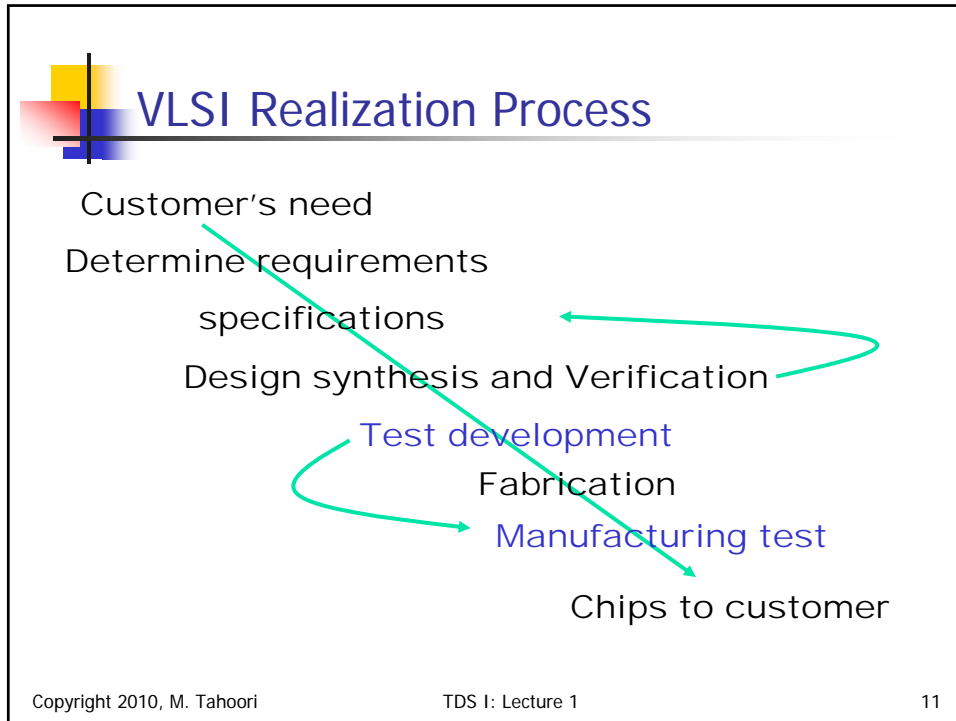 VLSI Realization Process
Customer's need
Determine requirements
specifications
Design synthesis and Verification
Test development
Fabrication
Manufacturing test
Chips to customer
Copyright 2010, M. Tahoori TDS I: Lecture 1 11